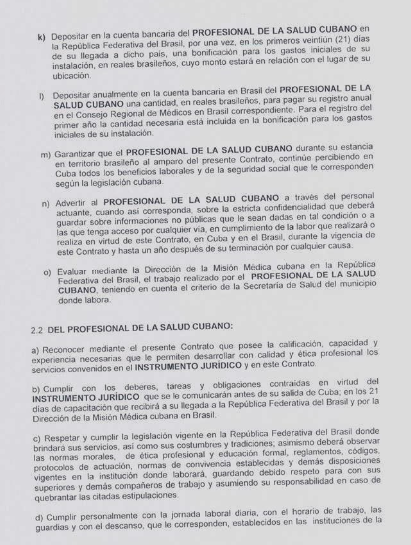 k) Depositar en la cuenta bancaria del PROFESIONAL DE LA SALUD CUBANO en
la República Federativa del Brasil, por una vez, en los primeros veintiún (21) días
de su llegada a dicho país, una bonificación para los gastos iniciales de su
instalación, en reales brasileños, cuyo monto estará en relación con el lugar de su
ubicación.
l) Depositar anualmente en la cuenta bancaria en Brasil del PROFESIONAL DE LA
SALUD CUBANO una cantidad, en reales brasileños, para pagar su registro anual
en el Consejo Regional de Médicos en Brasil correspondiente. Para el registro del
primer año la cantidad necesaria está incluida en la bonificación para los gastos
iniciales de su instalación.
m) Garantizar que el PROFESIONAL DE LA SALUD CUBANO durante su estancia
en territorio brasileño al amparo del presente Contrato, continúe percibiendo en
Cuba todos los beneficios laborales y de la seguridad social que le corresponden
según la legislación cubana.
n) Advertir al PROFESIONAL DE LA SALUD CUBANO a través del personal
actuante, cuando así corresponda, sobre la estricta confidencialidad que deberá
guardar sobre informaciones no públicas que le sean dadas en tal condición o a
las que tenga acceso por cualquier vía, en cumplimiento de la labor que realizará o
realiza en virtud de este Contrato, en Cuba y en el Brasil, durante la vigencia de
este Contrato y hasta un año después de su terminación por cualquier causa.
o) Evaluar mediante la Dirección de la Misión Médica cubana en la República
Federativa del Brasil, el trabajo realizado por el PROFESIONAL DE LA SALUD
CUBANO, teniendo en cuenta el criterio de la Secretaría de Salud del municipio
donde labora.
2.2 DEL PROFESIONAL DE LA SALUD CUBANO:
a) Reconocer mediante el presente Contrato que posee la calificación, capacidad y
experiencia necesarias que le permiten desarrollar con calidad y ética profesional los
servicios convenidos en el INSTRUMENTO JURÍDICO y en este Contrato.
b) Cumplir con los deberes, tareas y obligaciones contraídas en virtud del
INSTRUMENTO JURÍDICO que se le comunicarán antes de su salida de Cuba; en los 21
días de capacitación que recibirá a su llegada a la República Federativa del Brasil y por la
Dirección de la Misión Médica cubana en Brasil.
c) Respetar y cumplir la legislación vigente en la República Federativa del Brasil donde
brindará sus servicios, así como sus costumbres y tradiciones; asimismo deberá observar
las normas morales, de ética profesional y educación formal, reglamentos, códigos,
protocolos de actuación, normas de convivencia establecidas y demás disposiciones
vigentes en la institución donde laborará, guardando debido respeto para con sus
superiores y demás compañeros de trabajo y asumiendo su responsabilidad en caso de
quebrantar las citadas estipulaciones.
d) Cumplir personalmente con la jornada laboral diaria, con el horario de trabajo, las
guardias y con el descanso, que le corresponden, establecidos en las instituciones de la